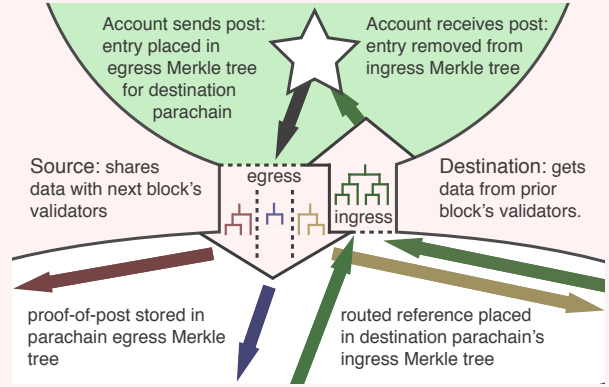 Account sends post:
entry placed in
egress Merkle tree
for destination
parachain
Account receives post:
entry removed from
ingress Merkle tree
Source: shares
data with next block's
validators
egress
ingress
Destination: gets
data from prior
block's validators.
proof-of-post stored in
parachain egress Merkle
tree
routed reference placed
in destination parachain's
ingress Merkle tree